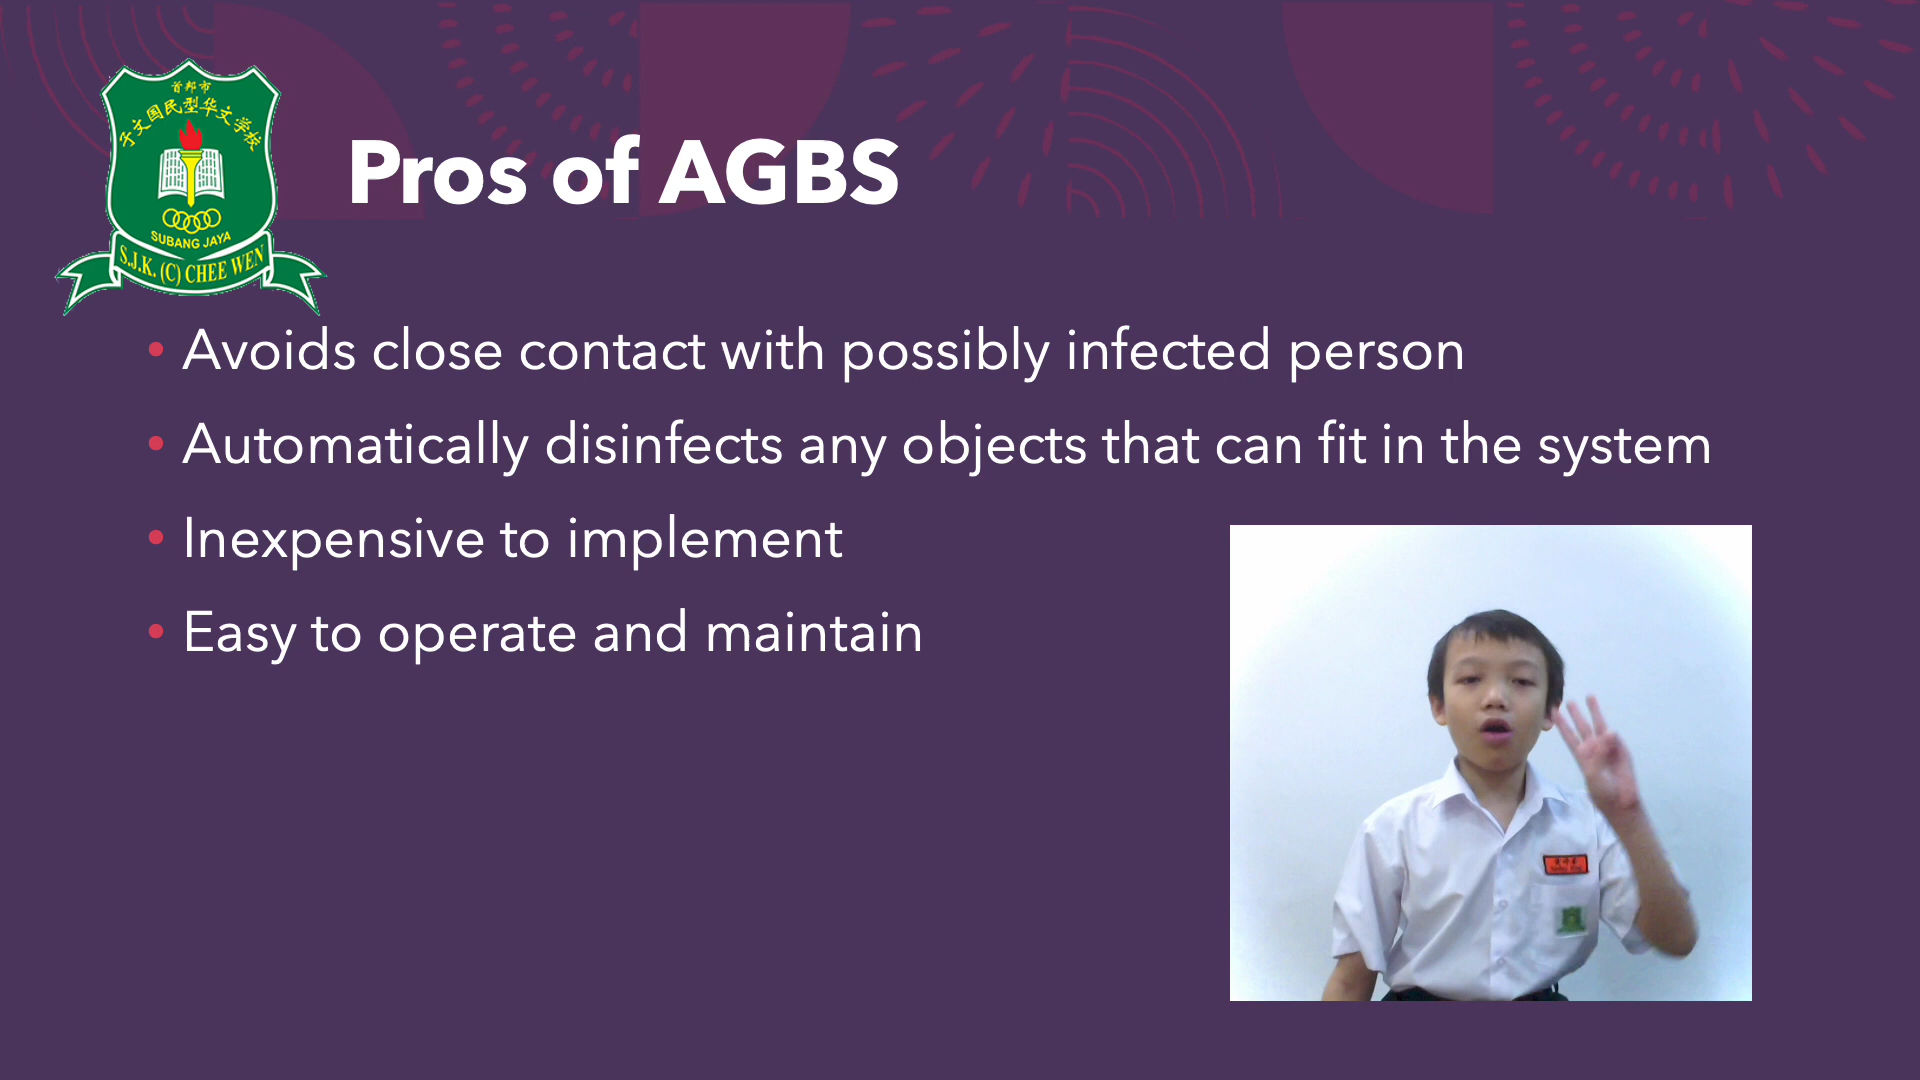 首邦市
子文国民型华文学校
SUBANG JAYA
S.J.K. (C) CHEE WEN
Pros of AGBS
• Avoids close contact with possibly infected person
• Automatically disinfects any objects that can fit in the system
• Inexpensive to implement
• Easy to operate and maintain